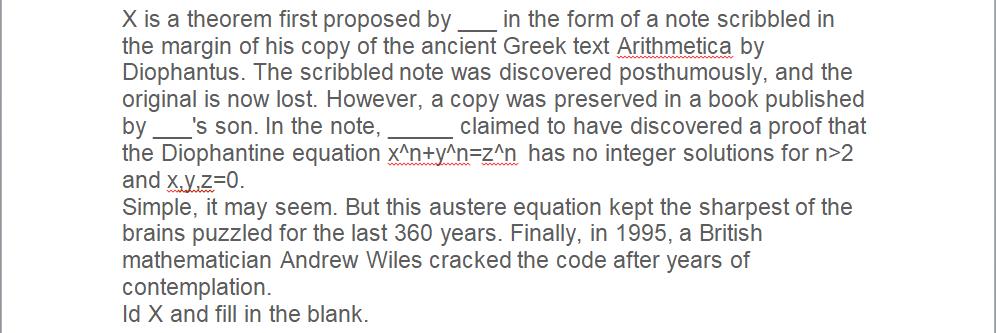 X is a theorem first proposed by ___ in the form of a note scribbled in
the margin of his copy of the ancient Greek text Arithmetica by
Diophantus. The scribbled note was discovered posthumously, and the
original is now lost. However, a copy was preserved in a book published
by ___'s son. In the note, _____ claimed to have discovered a proof that
the Diophantine equation x^n+y^n=z^n has no integer solutions for n>2
and x,y,z=0.
Simple, it may seem. But this austere equation kept the sharpest of the
brains puzzled for the last 360 years. Finally, in 1995, a British
mathematician Andrew Wiles cracked the code after years of
contemplation.
Id X and fill in the blank.